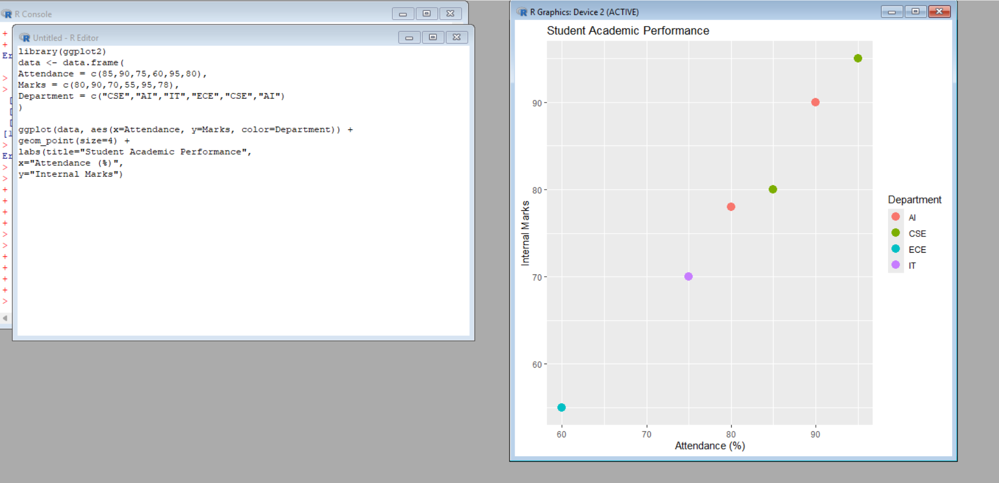 R Console
+
+
Er
>
>
[
[
[
[l
>
Er
>
>
+
+
+
+
>
>
+
+
+
+
>
Untitled - R Editor
library(ggplot2)
data <- data.frame(
Attendance = c(85,90,75,60,95,80),
Marks = c(80,90,70,55,95,78),
Department = c("CSE","AI","IT","ECE","CSE","AI")
)
ggplot(data, aes(x=Attendance, y=Marks, color=Department)) +
geom_point(size=4) +
labs(title="Student Academic Performance",
x="Attendance (%)",
y="Internal Marks")
R Graphics: Device 2 (ACTIVE)
Student Academic Performance
90
80
70
60
Internal Marks
60 70 80 90
Attendance (%)
Department
AI
CSE
ECE
IT